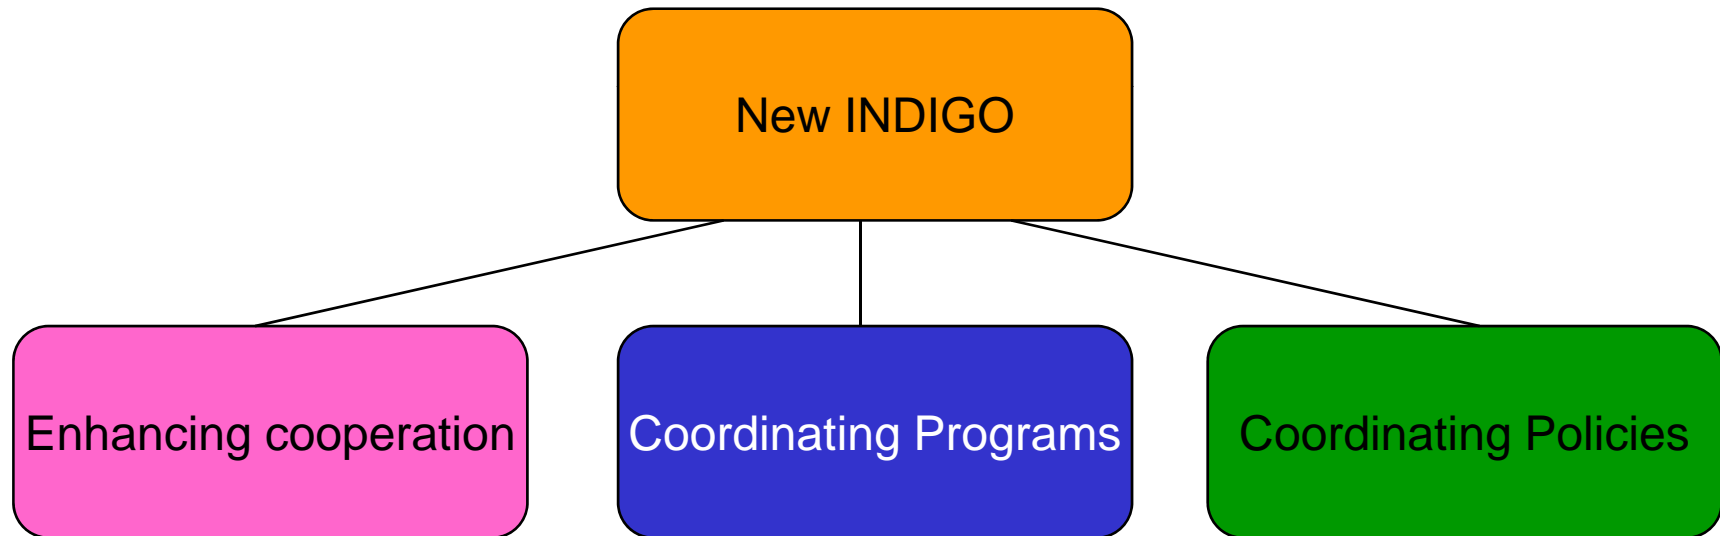 New INDIGO
Enhancing cooperation
Coordinating Programs
Coordinating Policies